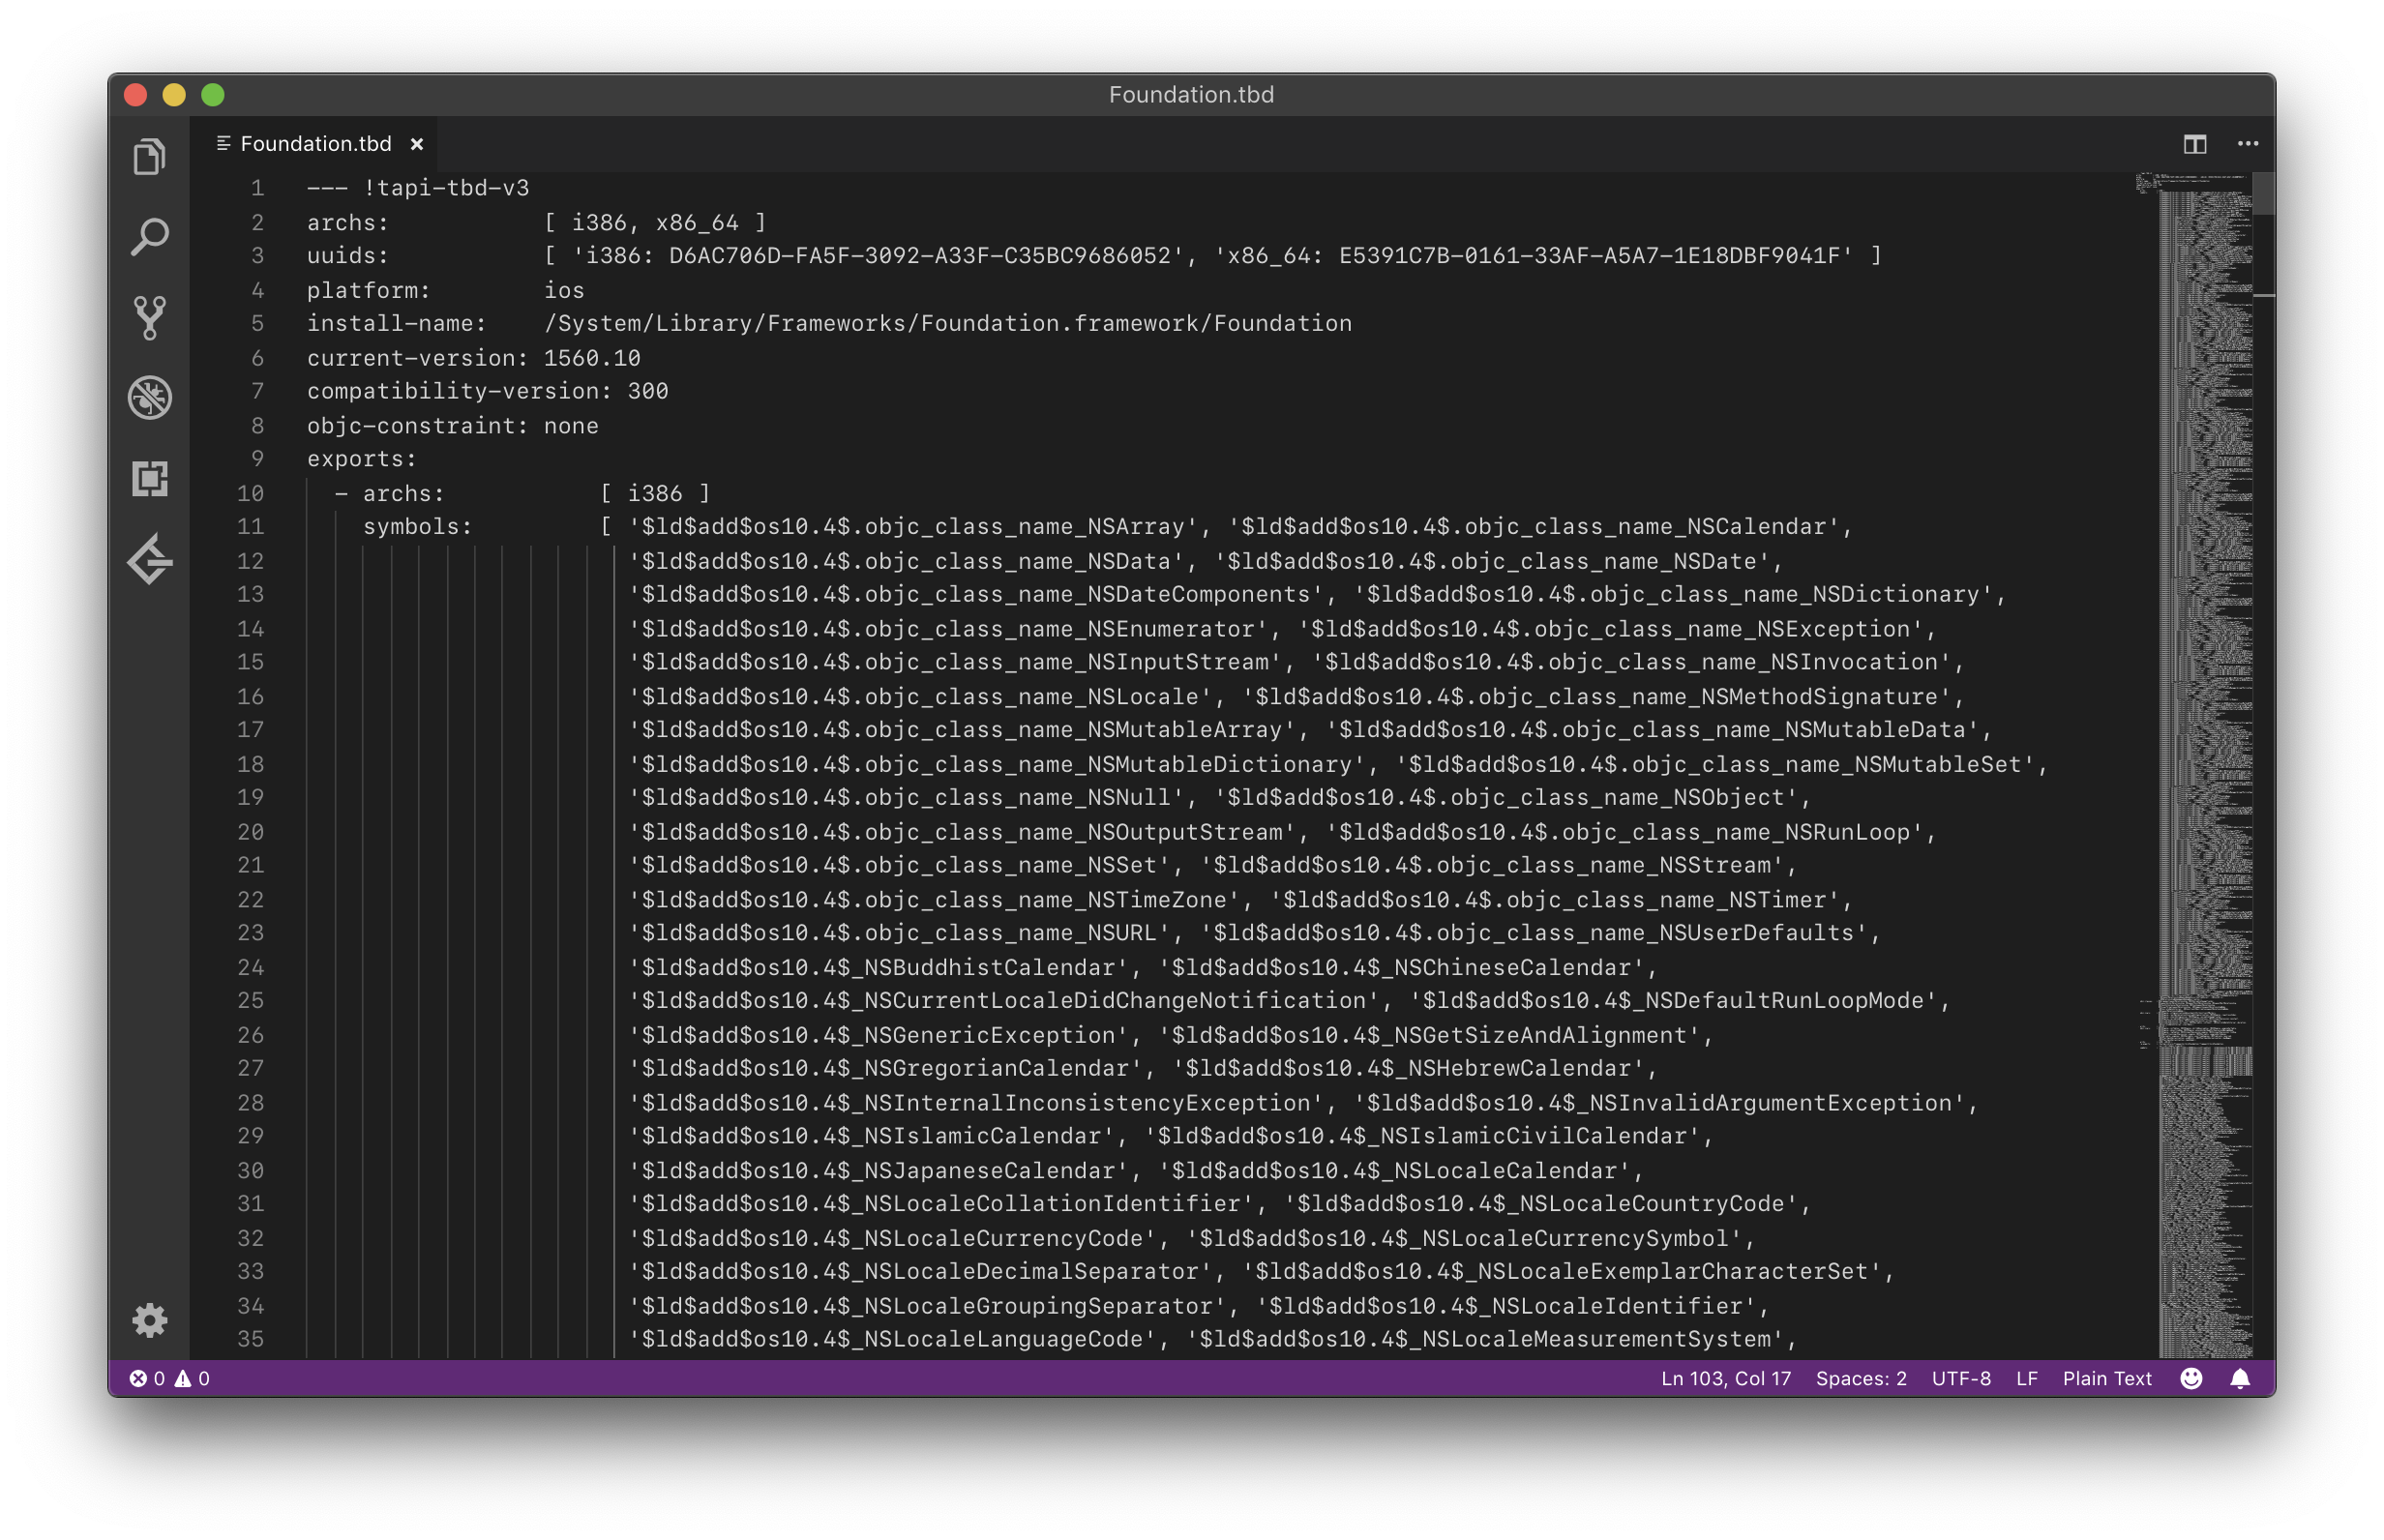 Foundation.tbd
Foundation.tbd
1 --- !tapi-tbd-v3
2 archs: [ i386, x86_64 ]
3 uuids: [ 'i386: D6AC706D-FA5F-3092-A33F-C35BC9686052', 'x86_64: E5391C7B-0161-33AF-A5A7-1E18DBF9041F' ]
4 platform: ios
5 install-name: /System/Library/Frameworks/Foundation.framework/Foundation
6 current-version: 1560.10
7 compatibility-version: 300
8 objc-constraint: none
9 exports:
10 - archs: [ i386 ]
11 symbols: [ '$ld$add$os10.4$.objc_class_name_NSArray', '$ld$add$os10.4$.objc_class_name_NSCalendar',
12 '$ld$add$os10.4$.objc_class_name_NSData', '$ld$add$os10.4$.objc_class_name_NSDate',
13 '$ld$add$os10.4$.objc_class_name_NSDateComponents', '$ld$add$os10.4$.objc_class_name_NSDictionary',
14 '$ld$add$os10.4$.objc_class_name_NSEnumerator', '$ld$add$os10.4$.objc_class_name_NSException',
15 '$ld$add$os10.4$.objc_class_name_NSInputStream', '$ld$add$os10.4$.objc_class_name_NSInvocation',
16 '$ld$add$os10.4$.objc_class_name_NSLocale', '$ld$add$os10.4$.objc_class_name_NSMethodSignature',
17 '$ld$add$os10.4$.objc_class_name_NSMutableArray', '$ld$add$os10.4$.objc_class_name_NSMutableData',
18 '$ld$add$os10.4$.objc_class_name_NSMutableDictionary', '$ld$add$os10.4$.objc_class_name_NSMutableSet',
19 '$ld$add$os10.4$.objc_class_name_NSNull', '$ld$add$os10.4$.objc_class_name_NSObject',
20 '$ld$add$os10.4$.objc_class_name_NSOutputStream', '$ld$add$os10.4$.objc_class_name_NSRunLoop',
21 '$ld$add$os10.4$.objc_class_name_NSSet', '$ld$add$os10.4$.objc_class_name_NSStream',
22 '$ld$add$os10.4$.objc_class_name_NSTimeZone', '$ld$add$os10.4$.objc_class_name_NSTimer',
23 '$ld$add$os10.4$.objc_class_name_NSURL', '$ld$add$os10.4$.objc_class_name_NSUserDefaults',
24 '$ld$add$os10.4$_NSBuddhistCalendar', '$ld$add$os10.4$_NSChineseCalendar',
25 '$ld$add$os10.4$_NSCurrentLocaleDidChangeNotification', '$ld$add$os10.4$_NSDefaultRunLoopMode',
26 '$ld$add$os10.4$_NSGenericException', '$ld$add$os10.4$_NSGetSizeAndAlignment',
27 '$ld$add$os10.4$_NSGregorianCalendar', '$ld$add$os10.4$_NSHebrewCalendar',
28 '$ld$add$os10.4$_NSInternalInconsistencyException', '$ld$add$os10.4$_NSInvalidArgumentException',
29 '$ld$add$os10.4$_NSIslamicCalendar', '$ld$add$os10.4$_NSIslamicCivilCalendar',
30 '$ld$add$os10.4$_NSJapaneseCalendar', '$ld$add$os10.4$_NSLocaleCalendar',
31 '$ld$add$os10.4$_NSLocaleCollationIdentifier', '$ld$add$os10.4$_NSLocaleCountryCode',
32 '$ld$add$os10.4$_NSLocaleCurrencyCode', '$ld$add$os10.4$_NSLocaleCurrencySymbol',
33 '$ld$add$os10.4$_NSLocaleDecimalSeparator', '$ld$add$os10.4$_NSLocaleExemplarCharacterSet',
34 '$ld$add$os10.4$_NSLocaleGroupingSeparator', '$ld$add$os10.4$_NSLocaleIdentifier',
35 '$ld$add$os10.4$_NSLocaleLanguageCode', '$ld$add$os10.4$_NSLocaleMeasurementSystem',
0 0 Ln 103, Col 17 Spaces: 2 UTF-8 LF Plain Text